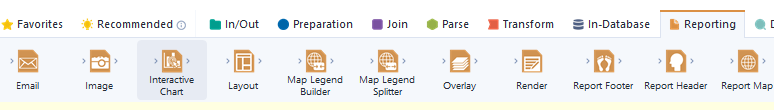 Favorites Recommended In/Out Preparation Join Parse Transform In-Database Reporting D
Email Image Interactive Chart Layout Map Legend Builder Map Legend Splitter Overlay Render Report Footer Report Header Report Map